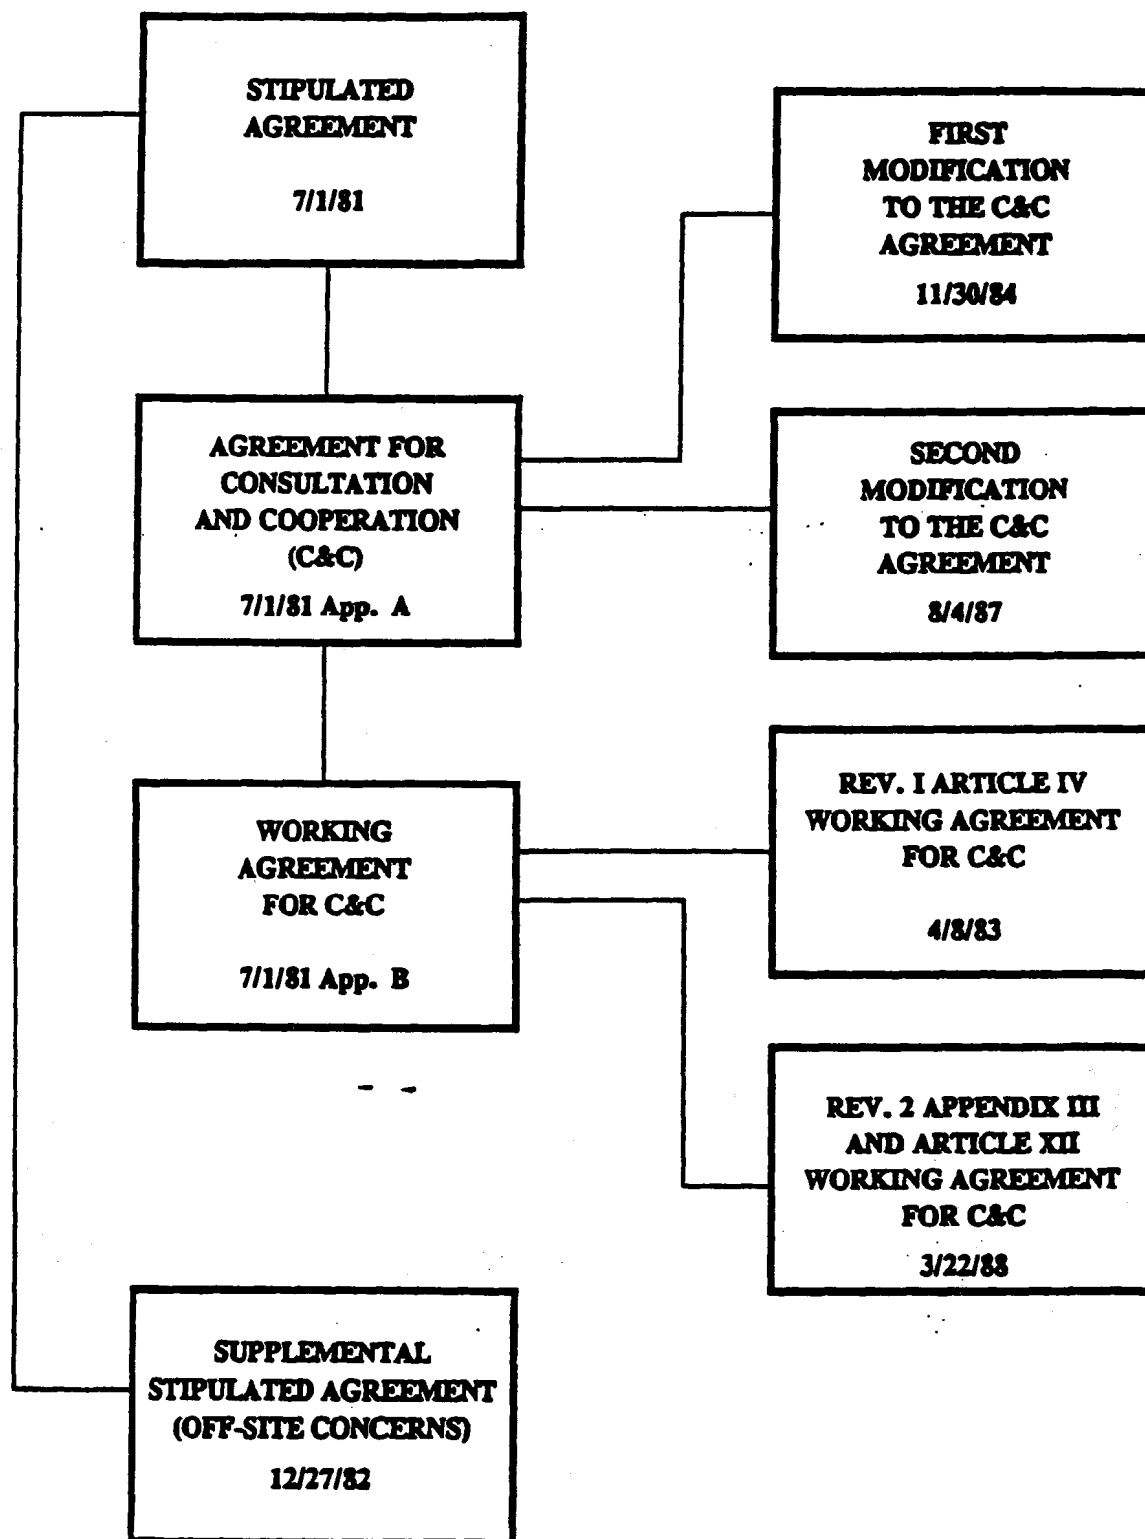 STIPULATED
AGREEMENT
7/1/81
FIRST
MODIFICATION
TO THE C&C
AGREEMENT
11/30/84
AGREEMENT FOR
CONSULTATION
AND COOPERATION
(C&C)
7/1/81 App. A
SECOND
MODIFICATION
TO THE C&C
AGREEMENT
8/4/87
WORKING
AGREEMENT
FOR C&C
7/1/81 App. B
REV. I ARTICLE IV
WORKING AGREEMENT
FOR C&C
4/8/83
REV. 2 APPENDIX III
AND ARTICLE XII
WORKING AGREEMENT
FOR C&C
3/22/88
SUPPLEMENTAL
STIPULATED AGREEMENT
(OFF-SITE CONCERNS)
12/27/82